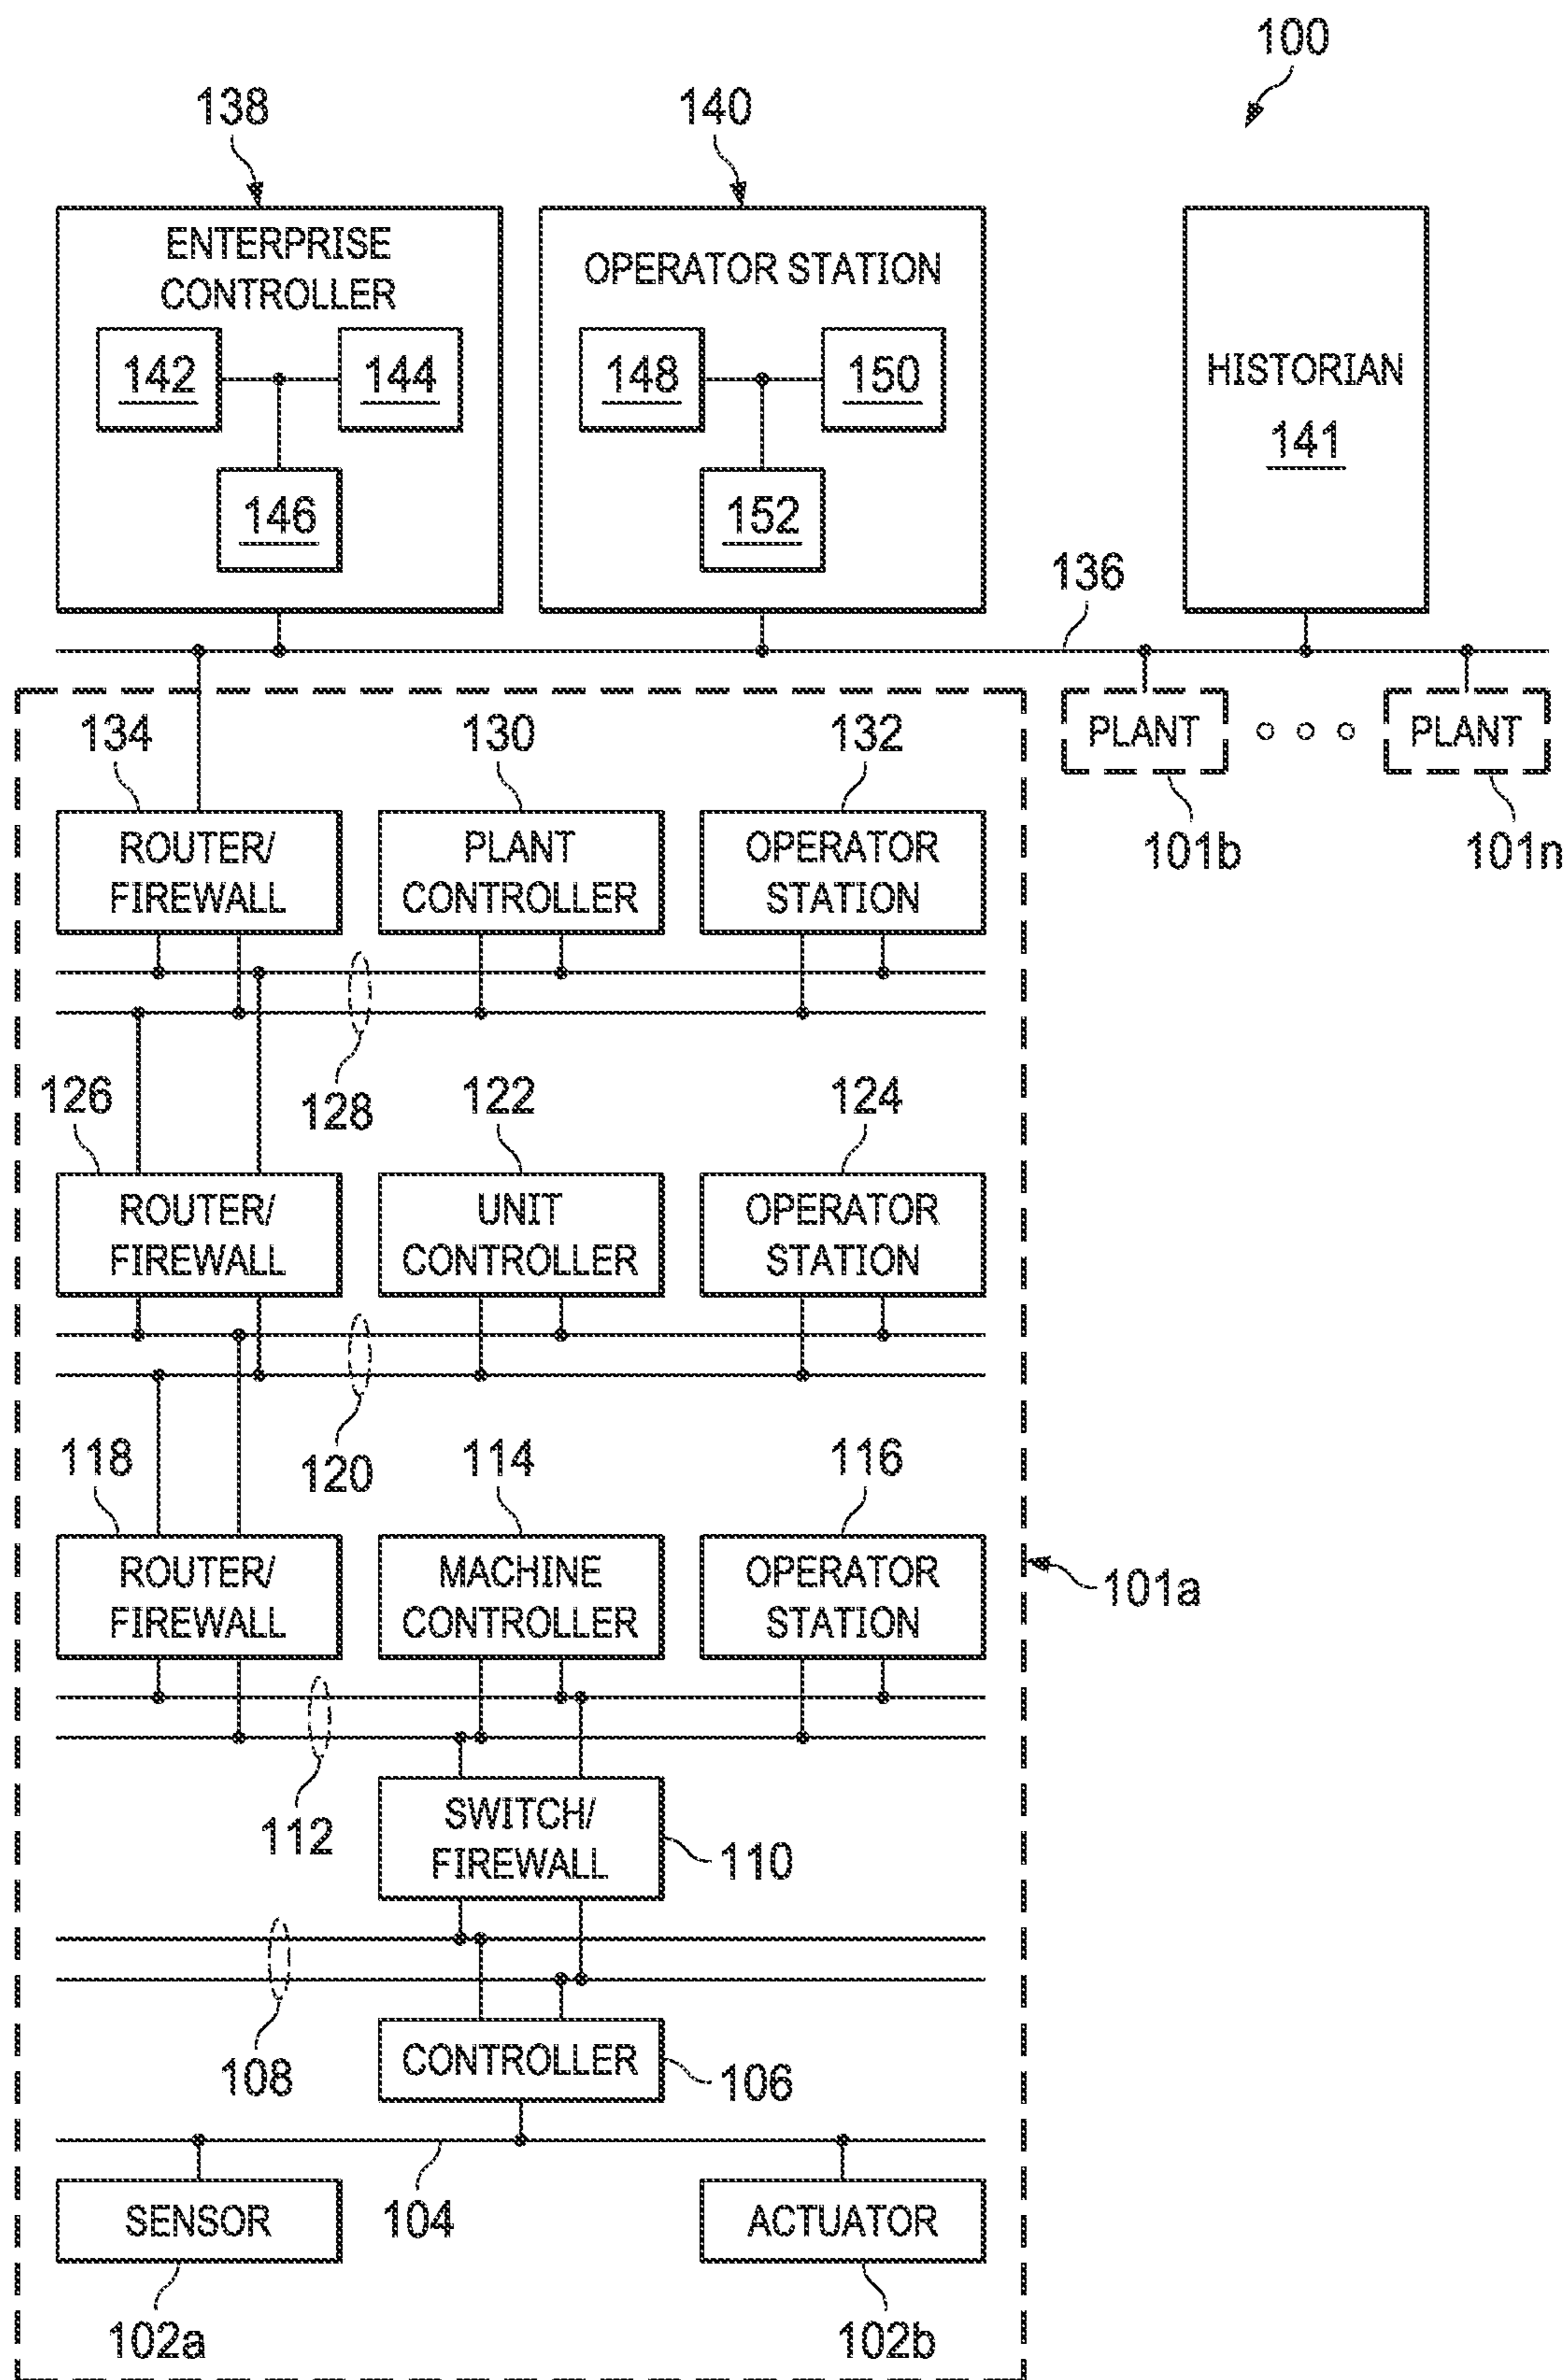 100
138
140
ENTERPRISE
CONTROLLER
OPERATOR STATION
142
144
148
150
HISTORIAN
141
146
152
136
134
130
132
PLANT
PLANT
101b
101n
ROUTER/
FIREWALL
PLANT
CONTROLLER
OPERATOR
STATION
128
126
122
124
ROUTER/
FIREWALL
UNIT
CONTROLLER
OPERATOR
STATION
120
118
114
116
ROUTER/
FIREWALL
MACHINE
CONTROLLER
OPERATOR
STATION
101a
112
SWITCH/
FIREWALL
110
108
CONTROLLER
106
104
SENSOR
ACTUATOR
102a
102b